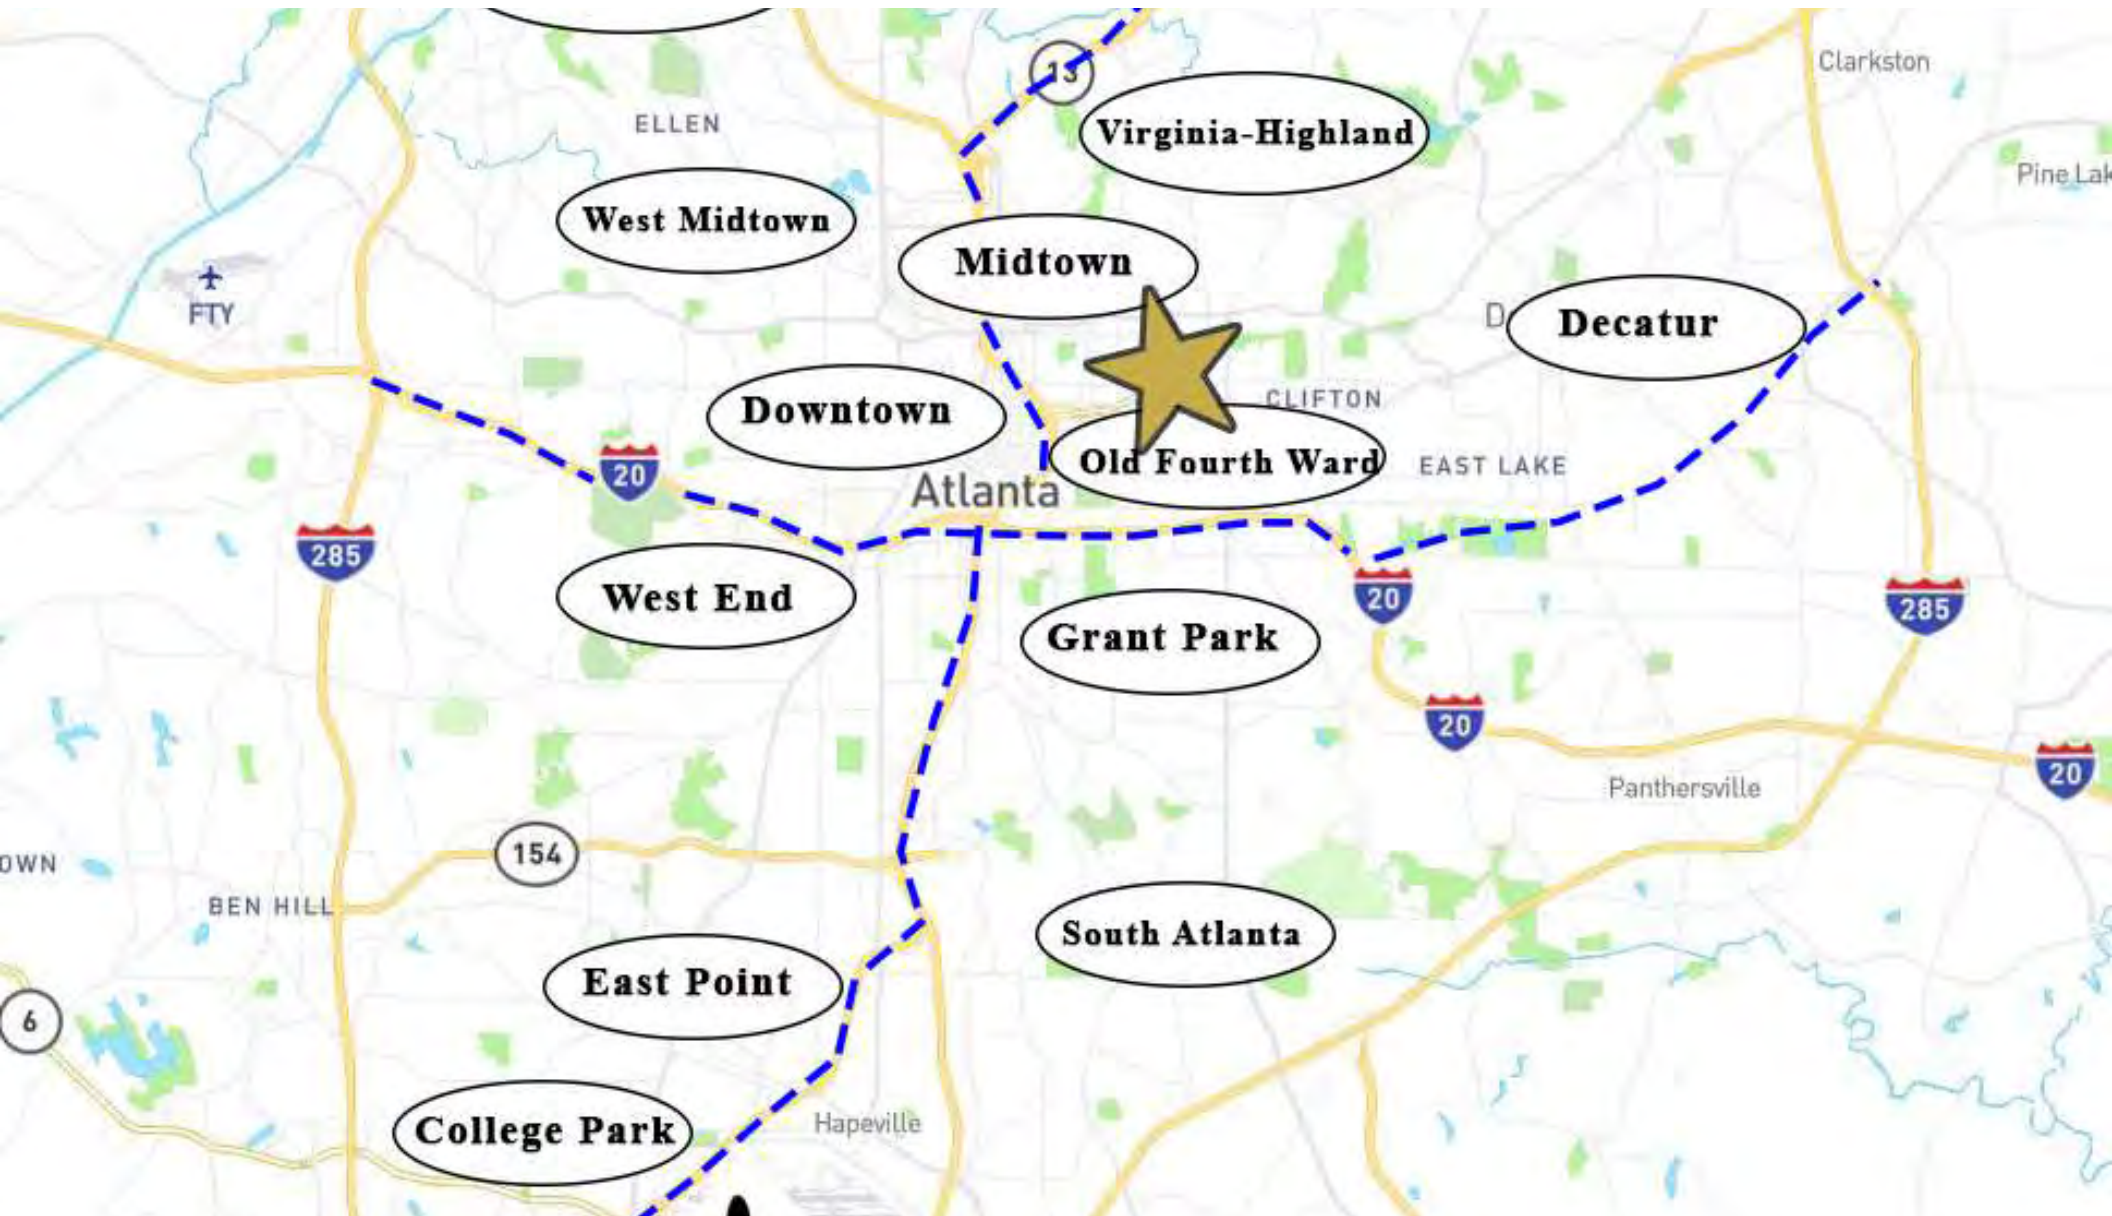 13
Clarkston
ELLEN
Virginia-Highland
Pine Lak
West Midtown
Midtown
FTY
D
Decatur
CLIFTON
Downtown
Old Fourth Ward
EAST LAKE
20
Atlanta
285
West End
20
285
Grant Park
20
20
Panthersville
154
OWN
BEN HILL
South Atlanta
East Point
6
Hapeville
College Park